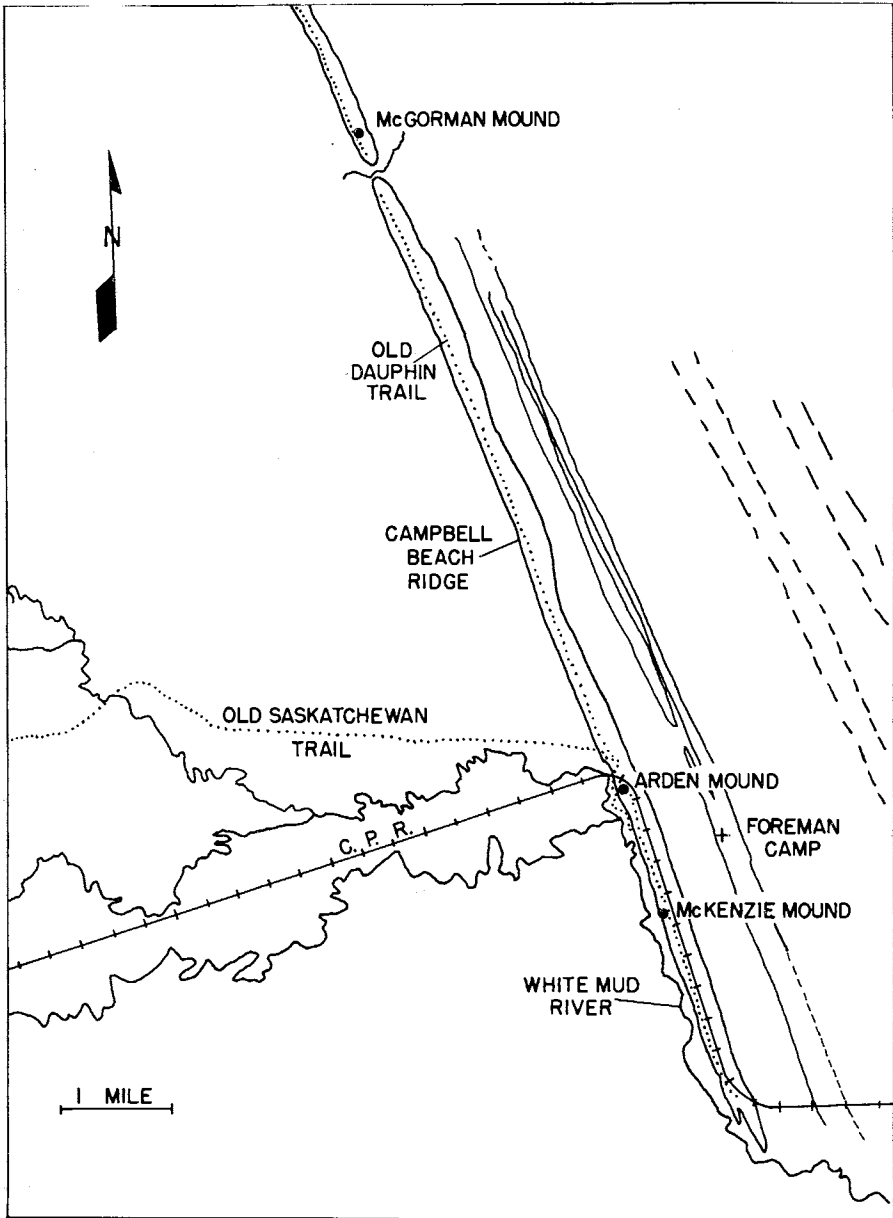 McGORMAN MOUND
N
OLD
DAUPHIN
TRAIL
CAMPBELL
BEACH
RIDGE
OLD SASKATCHEWAN
TRAIL
ARDEN MOUND
C. P. R.
FOREMAN
CAMP
McKENZIE MOUND
WHITE MUD
RIVER
1 MILE